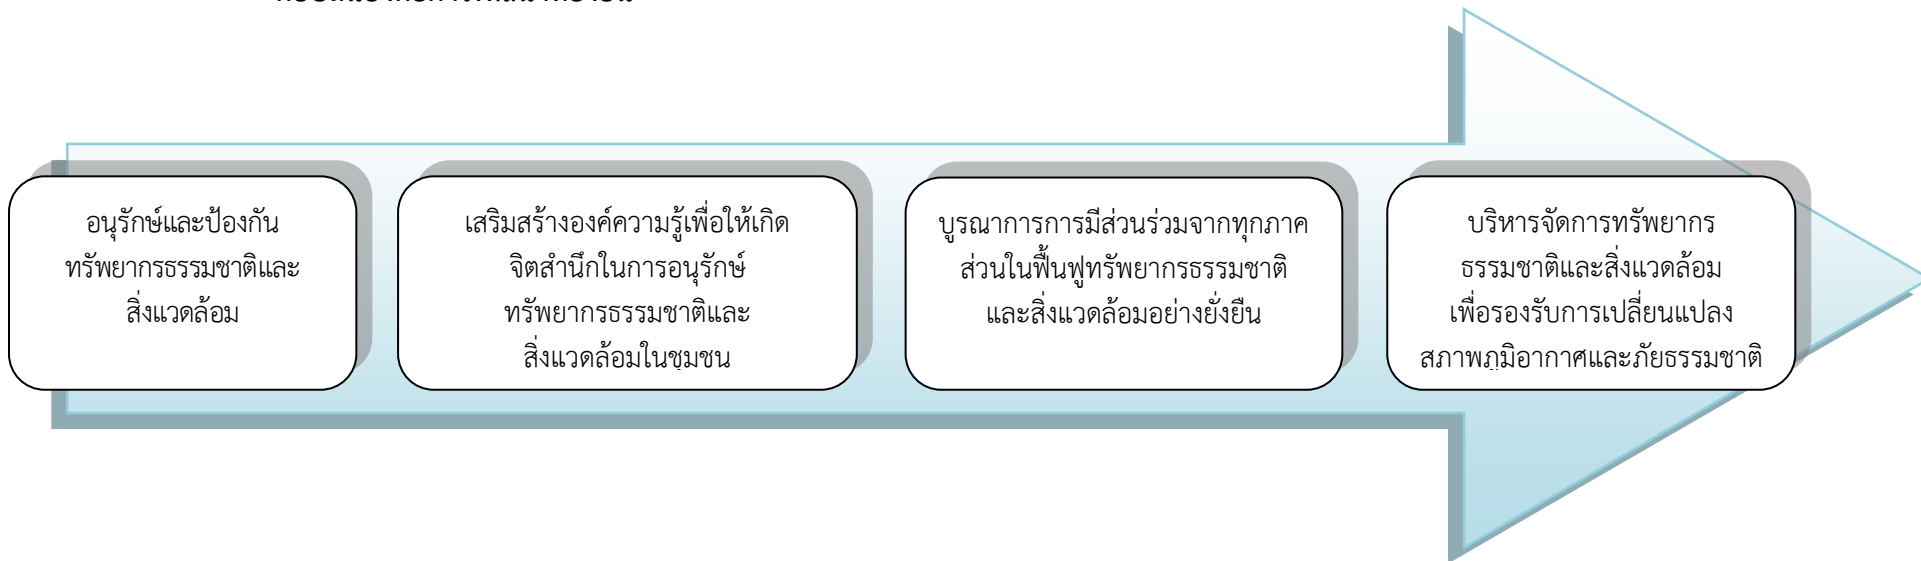 อนุรักษ์และป้องกัน
ทรัพยากรธรรมชาติและ
สิ่งแวดล้อม
เสริมสร้างองค์ความรู้เพื่อให้เกิด
จิตสำนึกในการอนุรักษ์
ทรัพยากรธรรมชาติและ
สิ่งแวดล้อมในชุมชน
บูรณาการการมีส่วนร่วมจากทุกภาค
ส่วนในฟื้นฟูทรัพยากรธรรมชาติ
และสิ่งแวดล้อมอย่างยั่งยืน
บริหารจัดการทรัพยากร
ธรรมชาติและสิ่งแวดล้อม
เพื่อรองรับการเปลี่ยนแปลง
สภาพภูมิอากาศและภัยธรรมชาติ